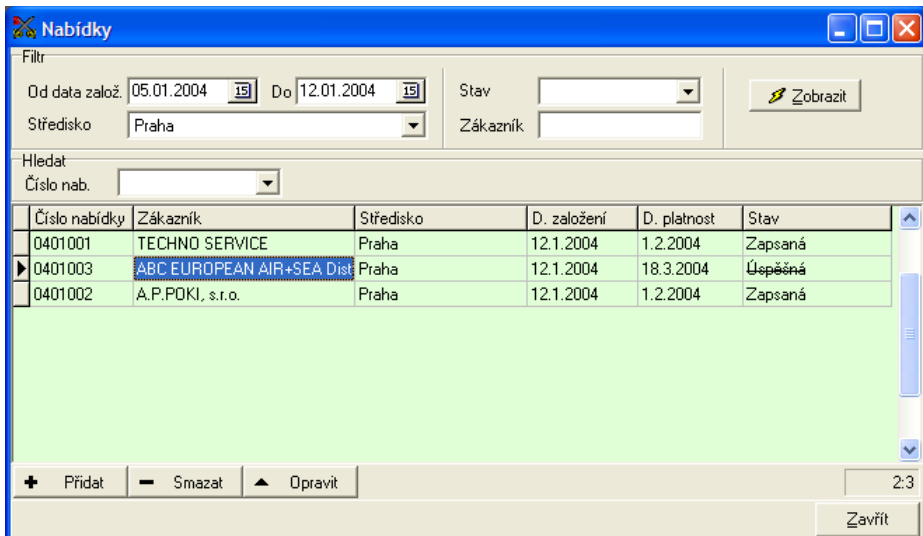 Nabídky
Filtr
Od data založ. 05.01.2004 15 Do 12.01.2004 15 Stav Zobrazit
Středisko Praha Zákazník
Hledat
Číslo nab.
Číslo nabídky Zákazník Středisko D. založení D. platnost Stav
0401001 TECHNO SERVICE Praha 12.1.2004 1.2.2004 Zapsaná
0401003 ABC EUROPEAN AIR+SEA Dist Praha 12.1.2004 18.3.2004 Úspěšná
0401002 A.P.POKI, s.r.o. Praha 12.1.2004 1.2.2004 Zapsaná
Přidat Smazat Opravit 2:3
Zavřít